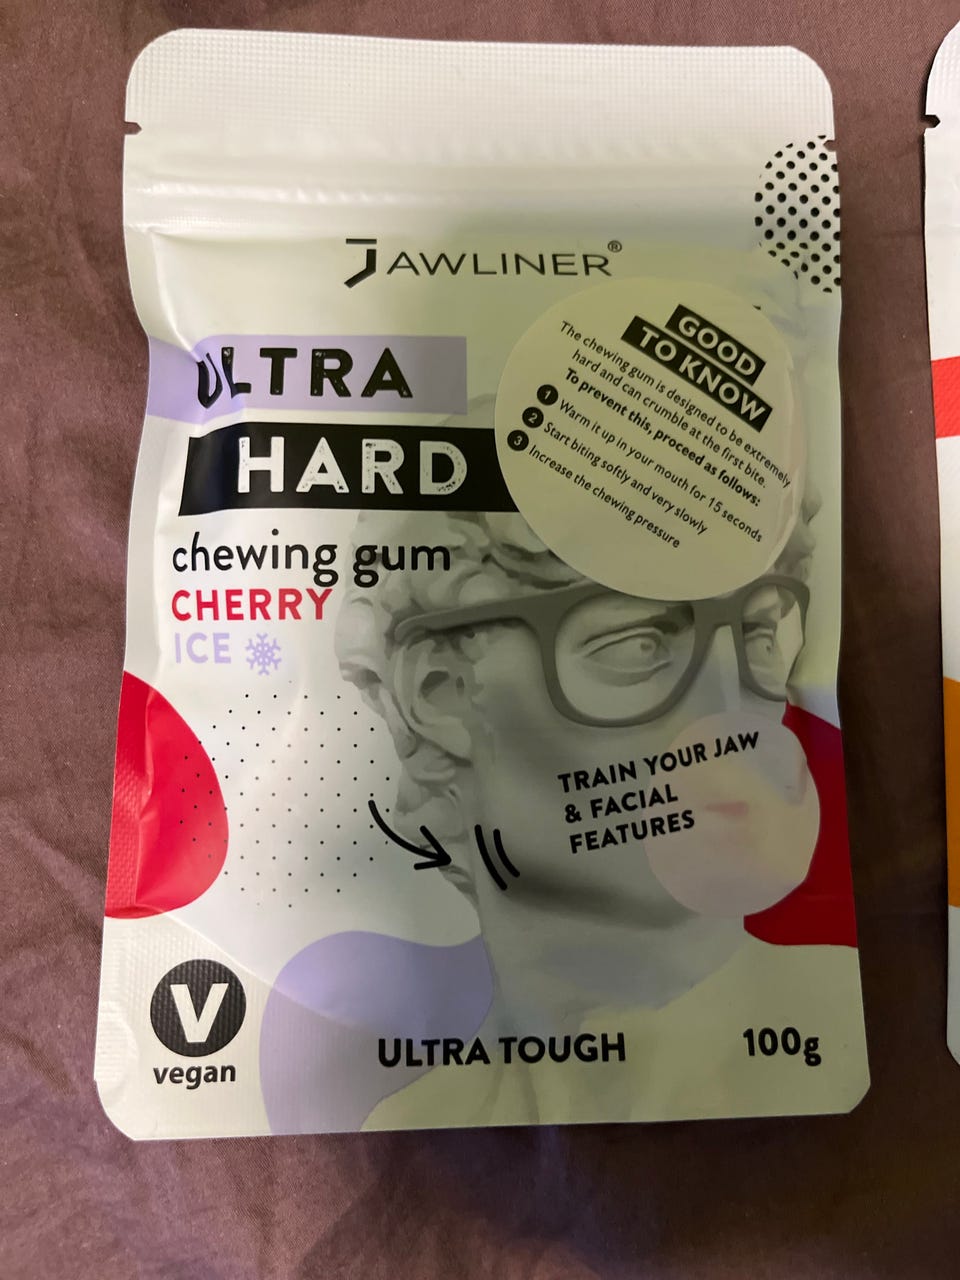 JAWLINER®
ULTRA
HARD
chewing gum
CHERRY
ICE
GOOD
TO KNOW
The chewing gum is designed to be extremely
hard and can crumble at the first bite.
To prevent this, proceed as follows:
1 Warm it up in your mouth for 15 seconds
2 Start biting softly and very slowly
3 Increase the chewing pressure
TRAIN YOUR JAW
& FACIAL
FEATURES
V
vegan
ULTRA TOUGH
100g